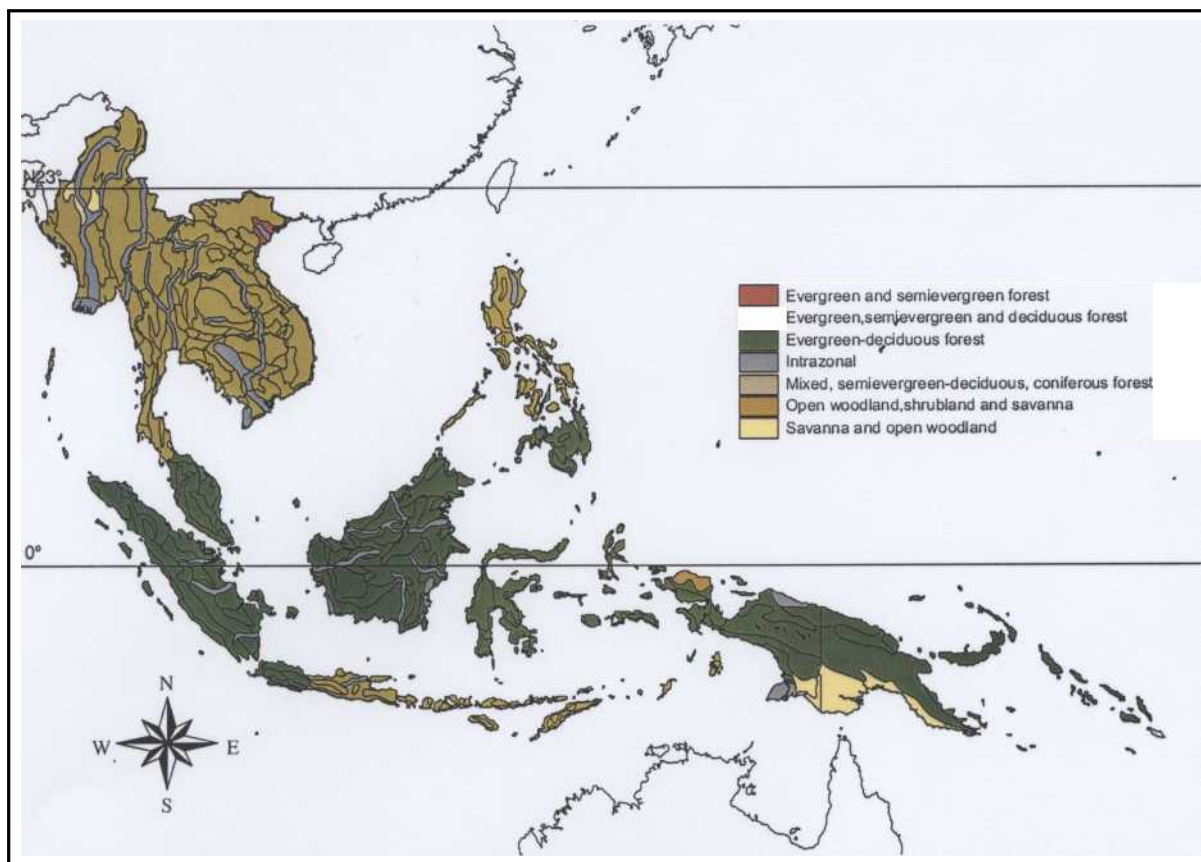 N23°
Evergreen and semievergreen forest
Evergreen,semievergreen and deciduous forest
Evergreen-deciduous forest
Intrazonal
Mixed, semievergreen-deciduous, coniferous forest
Open woodland,shrubland and savanna
Savanna and open woodland
0°
N
W E
S